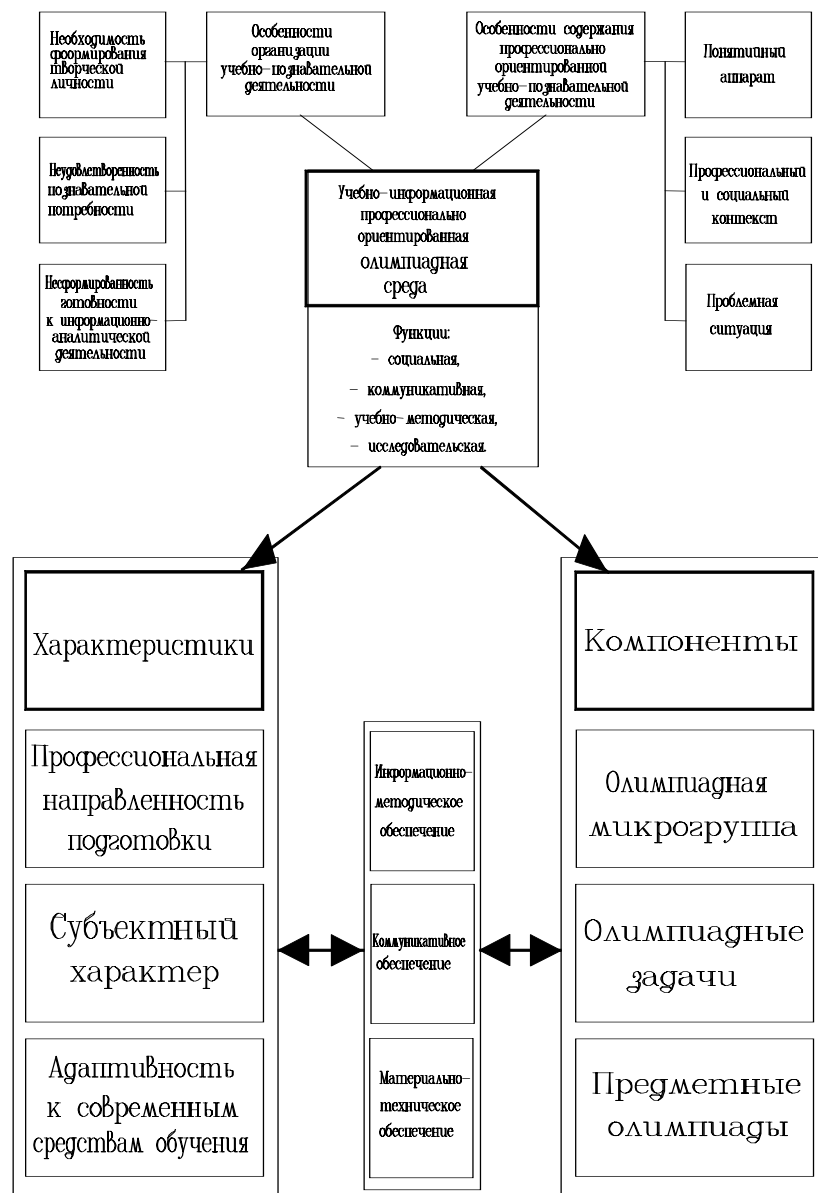 Необходимость
формирования
творческой
личности
Особенности
организации
учебно-познавательной
деятельности
Особенности содержания
профессионально
ориентированной
учебно-познавательной
деятельности
Понятийный
аппарат
Неудовлетворенность
познавательной
потребности
Профессиональный
и социальный
контекст
Несформированность
готовности
к информационно-
аналитической
деятельности
Проблемная
ситуация
Учебно-информационная
профессионально
ориентированная
олимпиадная
среда
Функции:
- социальная,
- коммуникативная,
- учебно-методическая,
- исследовательская.
Характеристики
Профессиональная
направленность
подготовки
Субъектный
характер
Адаптивность
к современным
средствам обучения
Информационно-
методическое
обеспечение
Коммуникативное
обеспечение
Материально-
техническое
обеспечение
Компоненты
Олимпиадная
микрогруппа
Олимпиадные
задачи
Предметные
олимпиады